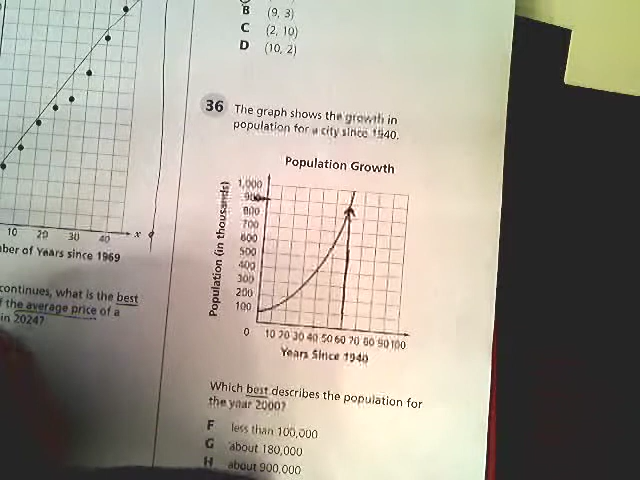 B (9, 3)
C (2, 10)
D (10, 2)
10 20 30 40 x
ber of Years since 1969
continues, what is the best
f the average price of a
in 2024?
36 The graph shows the growth in
population for a city since 1940.
Population Growth
Population (in thousands)
1,000
900
800
700
600
500
400
300
200
100
0 10 20 30 40 50 60 70 80 90 100
Years Since 1940
Which best describes the population for
the year 2000?
F less than 100,000
G about 180,000
H about 900,000